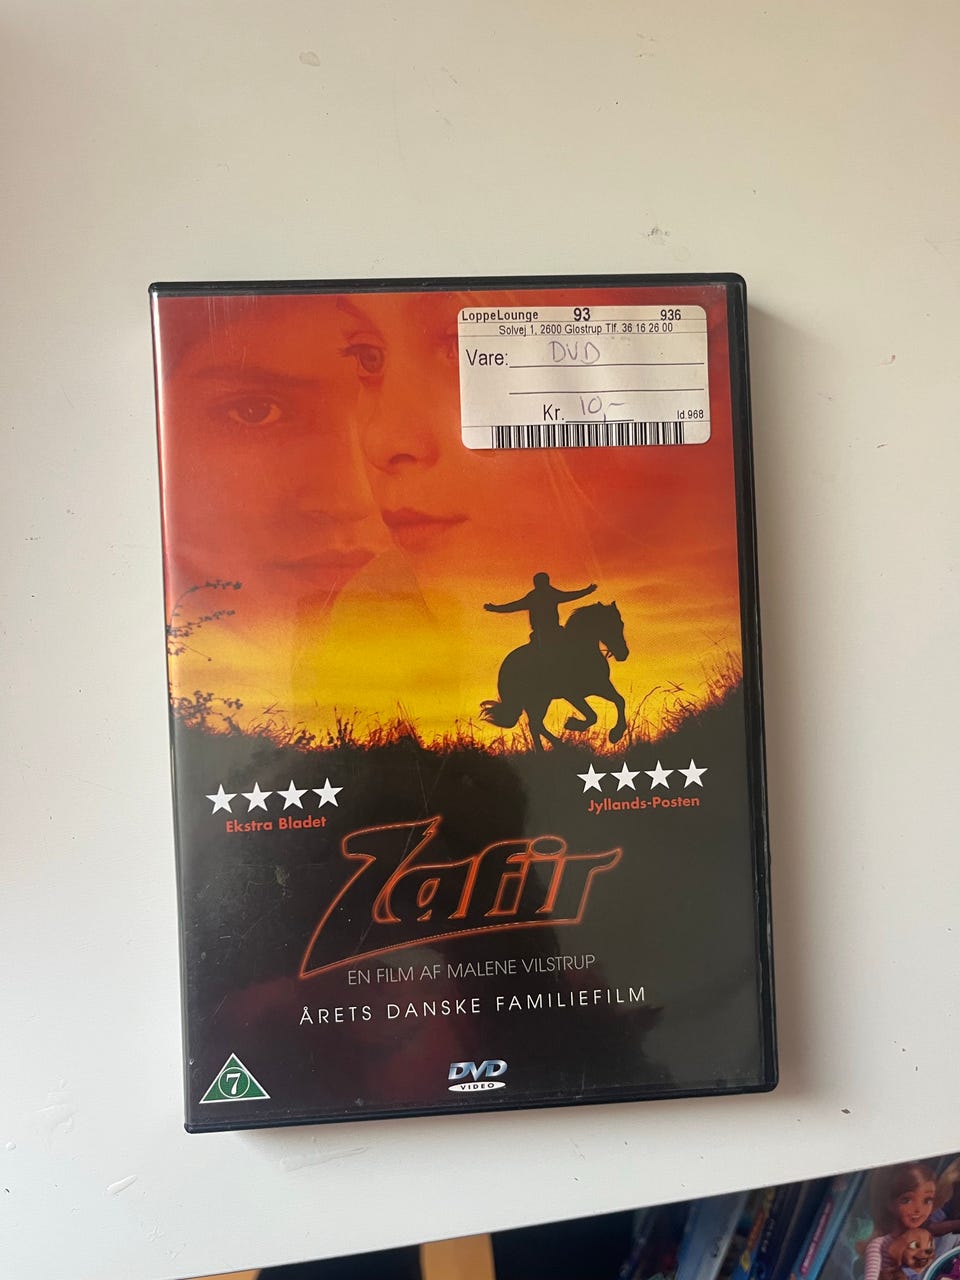 LoppeLounge 93 936
Solvej 1, 2600 Glostrup Tlf. 36 16 26 00
Vare: DVD
Kr. 10,-
Id.968
Ekstra Bladet
Jyllands-Posten
Zafir
EN FILM AF MALENE VILSTRUP
ÅRETS DANSKE FAMILIEFILM
7
DVD
VIDEO